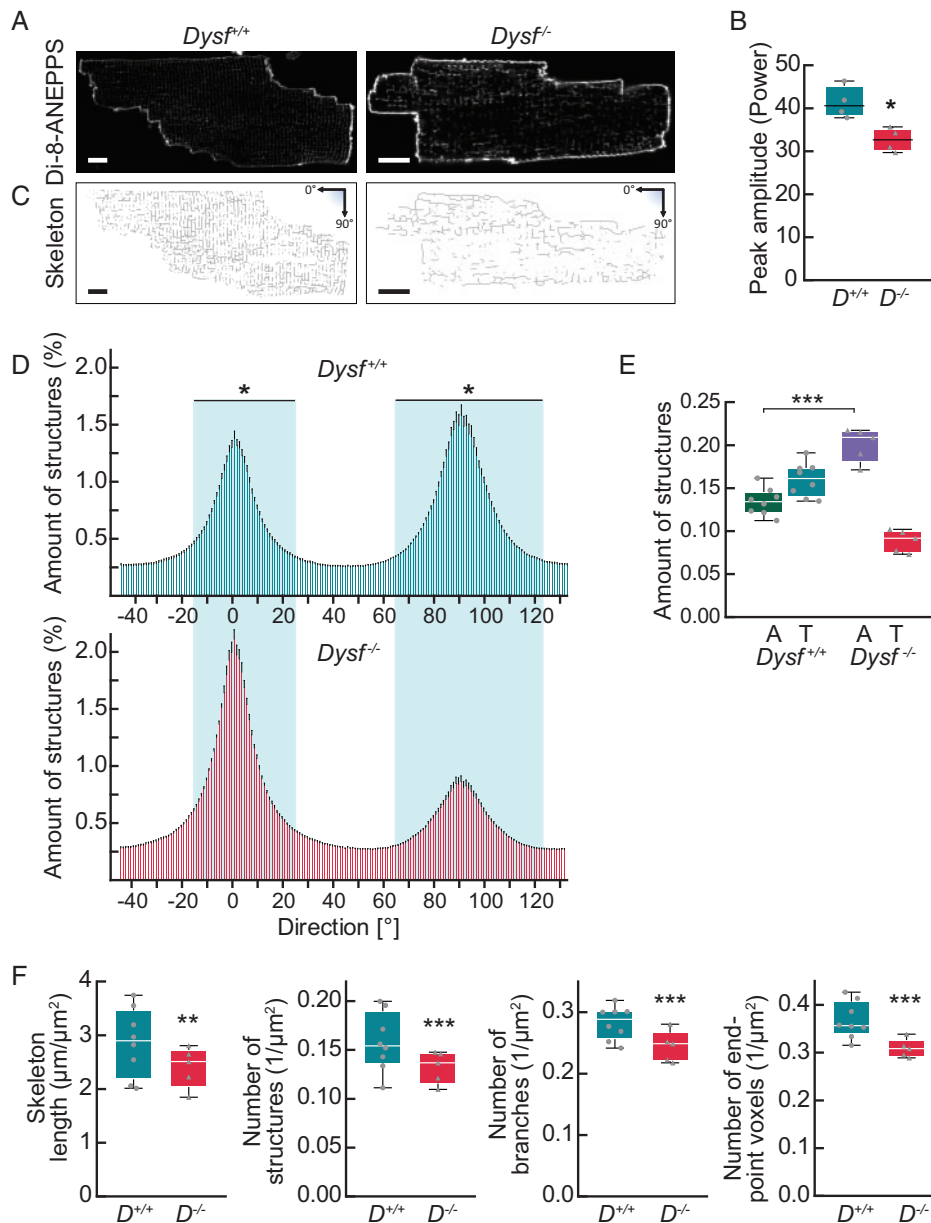 A
Dysf+/+
Dysf-/-
Di-8-ANEPPS
B
Peak amplitude (Power)
50
40
30
20
10
0
*
D+/+ D-/-
C
Skeleton
0°
90°
0°
90°
D
Amount of structures (%)
2.0
1.5
1.0
0.5
Dysf+/+
*
*
-40 -20 0 20 40 60 80 100 120
Amount of structures (%)
2.0
1.5
1.0
0.5
Dysf-/-
-40 -20 0 20 40 60 80 100 120
Direction [°]
E
Amount of structures
0.25
0.20
0.15
0.10
0.05
0.00
***
A T A T
Dysf+/+ Dysf-/-
F
Skeleton
length (µm/µm²)
4
3
2
1
0
**
D+/+ D-/-
Number of
structures (1/µm²)
0.20
0.15
0.10
0.05
0.00
***
D+/+ D-/-
Number of
branches (1/µm²)
0.3
0.2
0.1
0.0
***
D+/+ D-/-
Number of end-
point voxels (1/µm²)
0.4
0.3
0.2
0.1
0.0
***
D+/+ D-/-